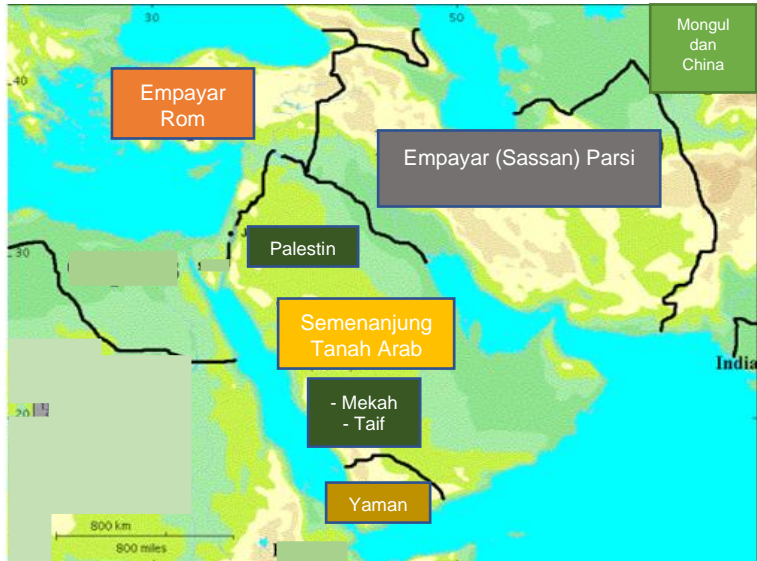 30
50
Mongul
dan
China
40
Empayar
Rom
Empayar (Sassan) Parsi
30
Palestin
Semenanjung
Tanah Arab
India
- Mekah
- Taif
20
Yaman
800 km
800 miles